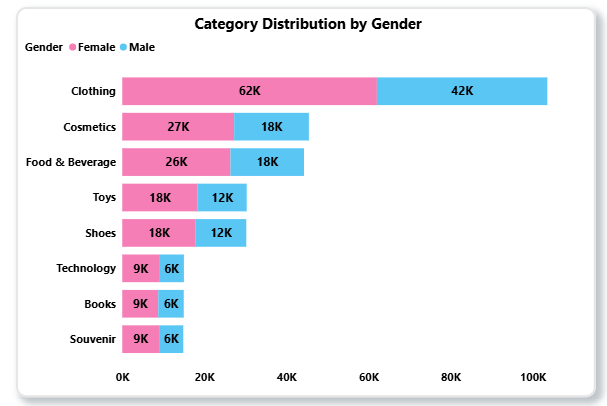 Category Distribution by Gender
Gender Female Male
Clothing 62K 42K
Cosmetics 27K 18K
Food & Beverage 26K 18K
Toys 18K 12K
Shoes 18K 12K
Technology 9K 6K
Books 9K 6K
Souvenir 9K 6K
0K 20K 40K 60K 80K 100K